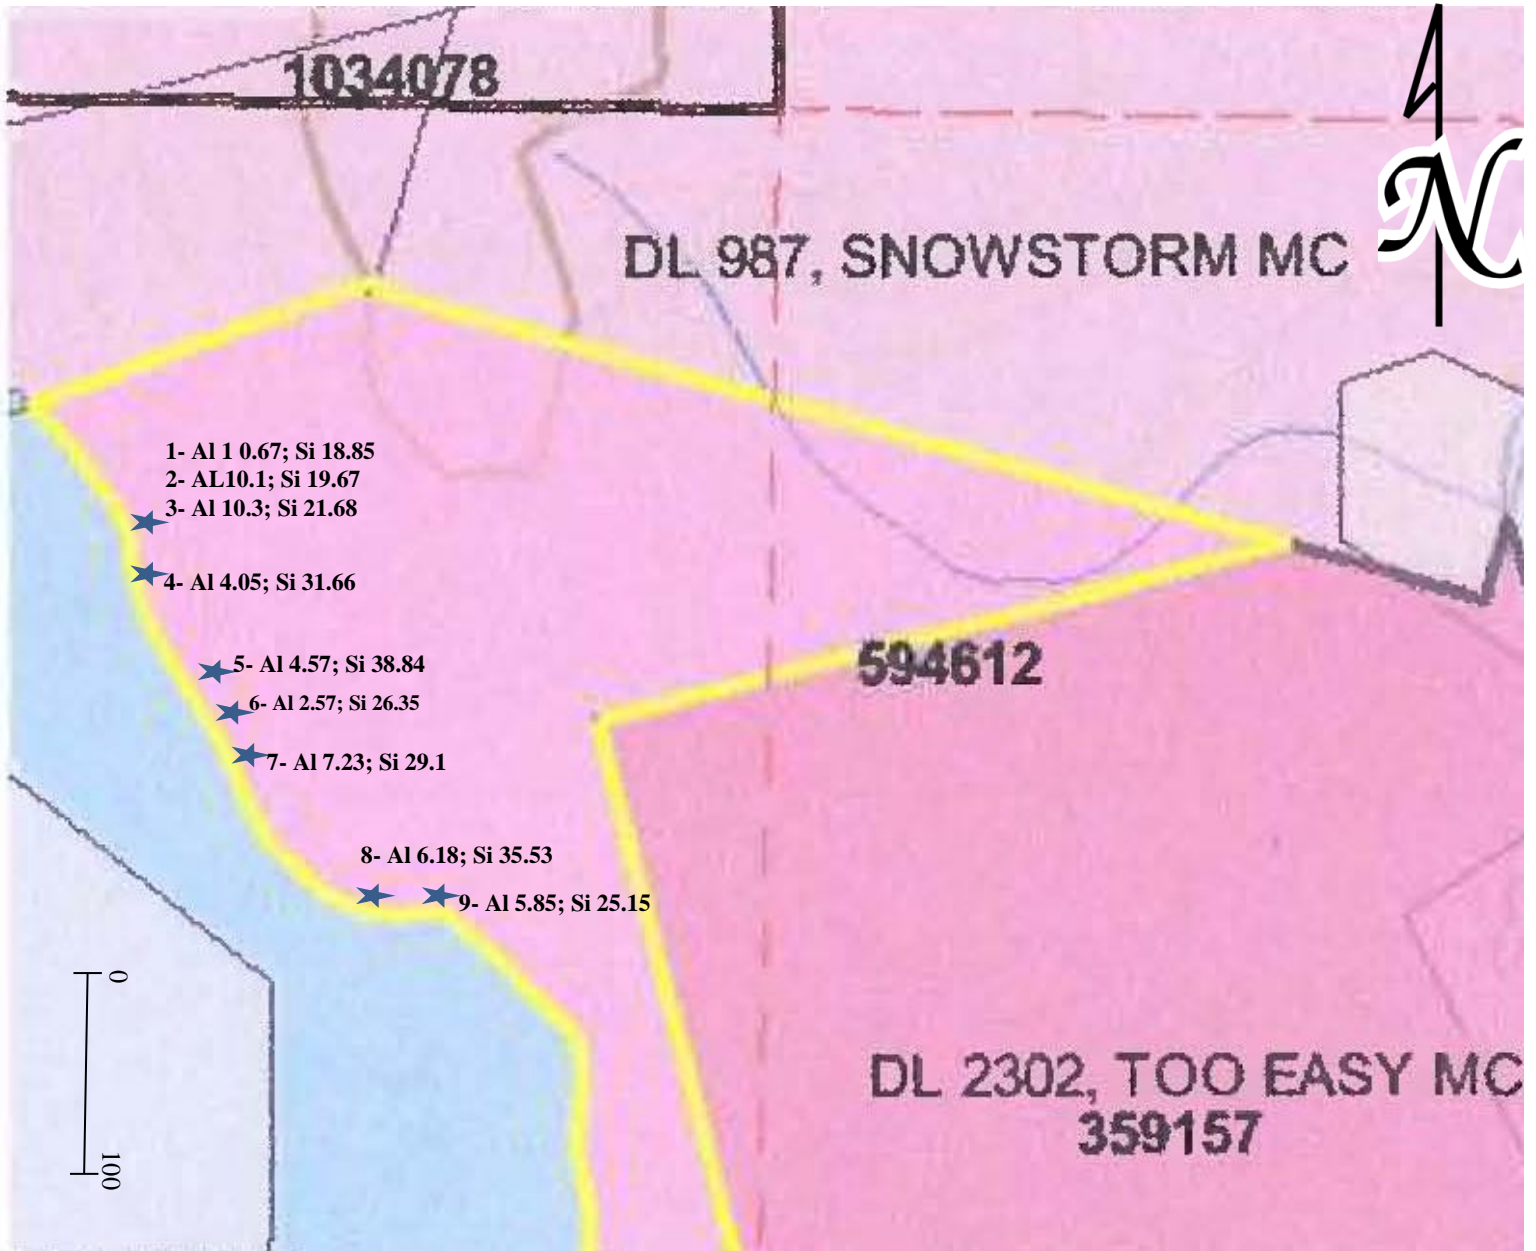 1034078
N
DL 987, SNOWSTORM MC
1- Al 1 0.67; Si 18.85
2- AL10.1; Si 19.67
3- Al 10.3; Si 21.68
4- Al 4.05; Si 31.66
5- Al 4.57; Si 38.84
594612
6- Al 2.57; Si 26.35
7- Al 7.23; Si 29.1
8- Al 6.18; Si 35.53
9- Al 5.85; Si 25.15
0
DL 2302, TOO EASY MC
359157
100